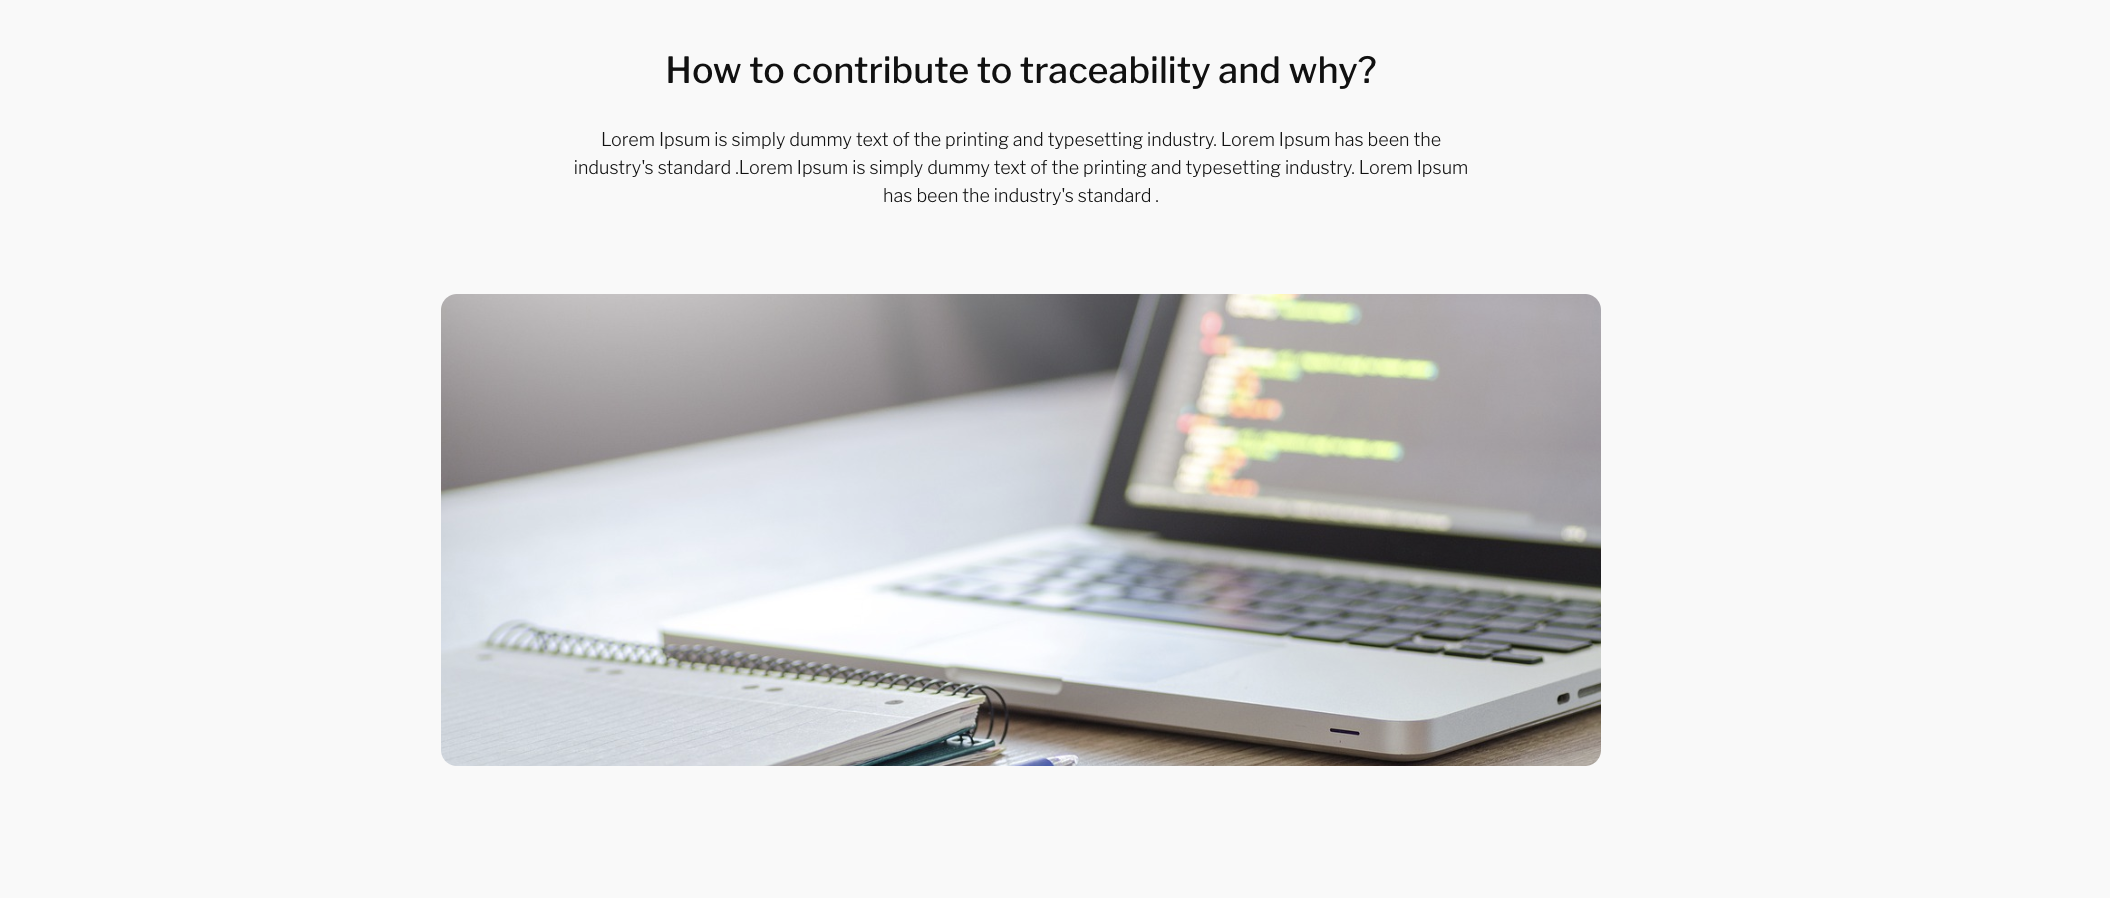 How to contribute to traceability and why?
Lorem Ipsum is simply dummy text of the printing and typesetting industry. Lorem Ipsum has been the
industry's standard .Lorem Ipsum is simply dummy text of the printing and typesetting industry. Lorem Ipsum
has been the industry's standard .